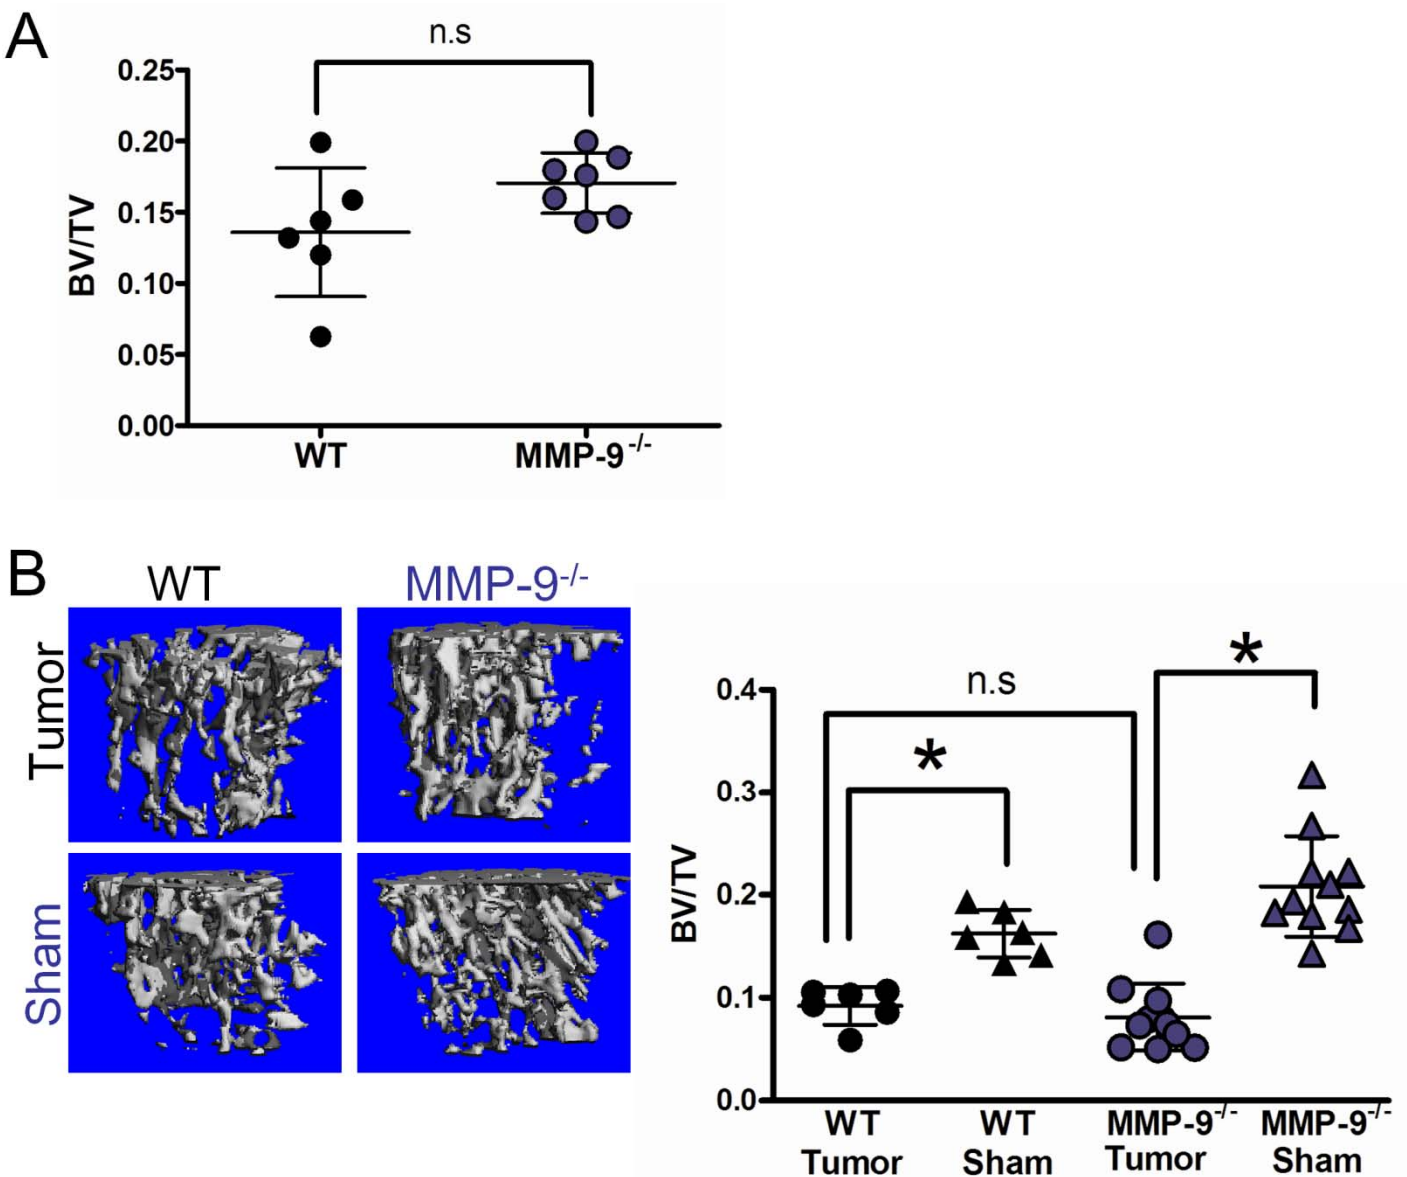 A
n.s
0.25
0.20
0.15
0.10
0.05
0.00
BV/TV
WT
MMP-9-/-
B
WT
MMP-9-/-
Tumor
Sham
n.s
*
*
0.4
0.3
0.2
0.1
0.0
BV/TV
WT Tumor
WT Sham
MMP-9-/- Tumor
MMP-9-/- Sham